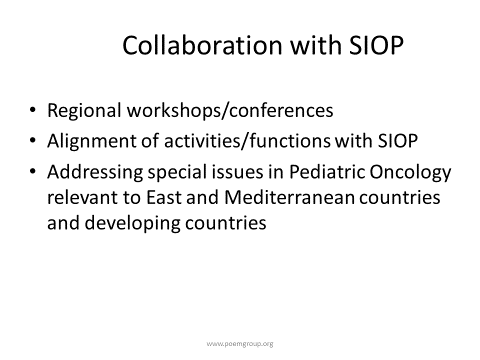 Collaboration with SIOP
• Regional workshops/conferences
• Alignment of activities/functions with SIOP
• Addressing special issues in Pediatric Oncology
relevant to East and Mediterranean countries
and developing countries
www.poemgroup.org